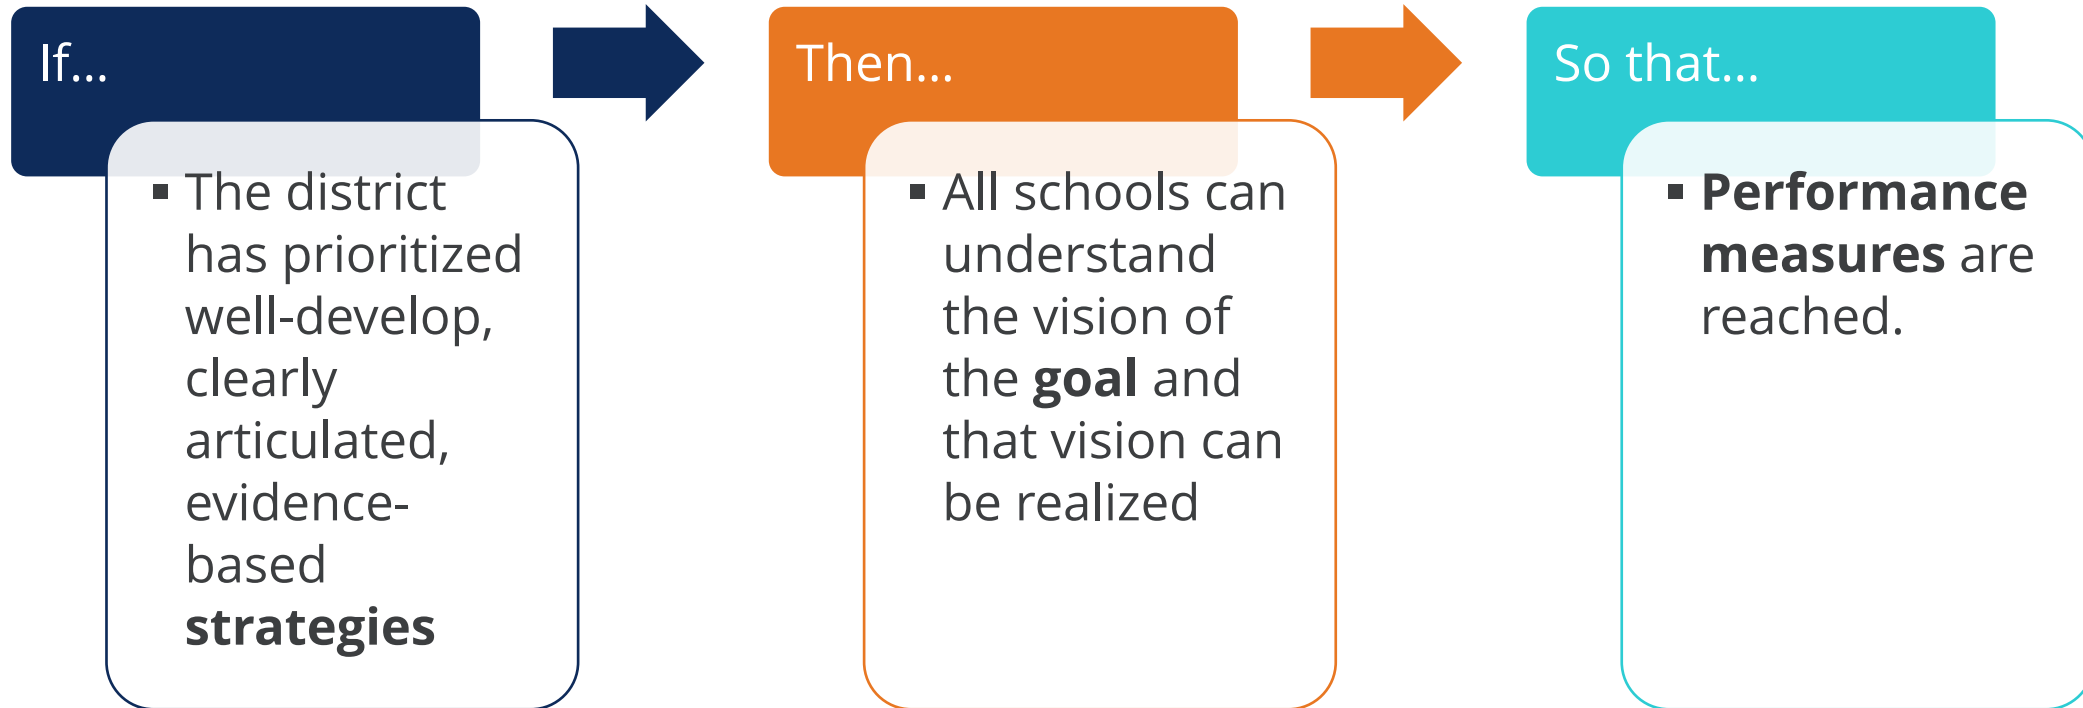 If...
▪ The district
has prioritized
well-develop,
clearly
articulated,
evidence-
based
strategies
Then...
▪ All schools can
understand
the vision of
the goal and
that vision can
be realized
So that...
▪ Performance
measures are
reached.